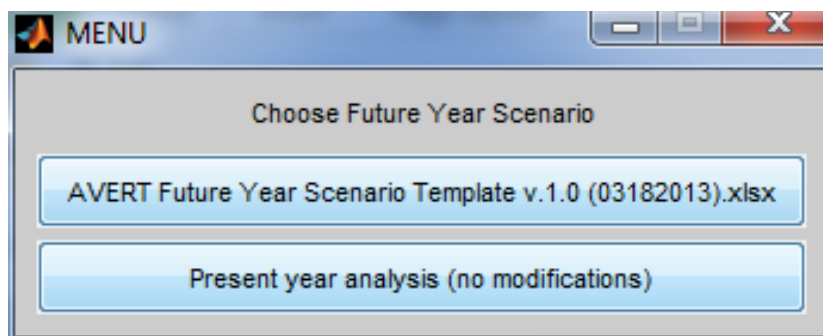 MENU
Choose Future Year Scenario
AVERT Future Year Scenario Template v.1.0 (03182013).xlsx
Present year analysis (no modifications)